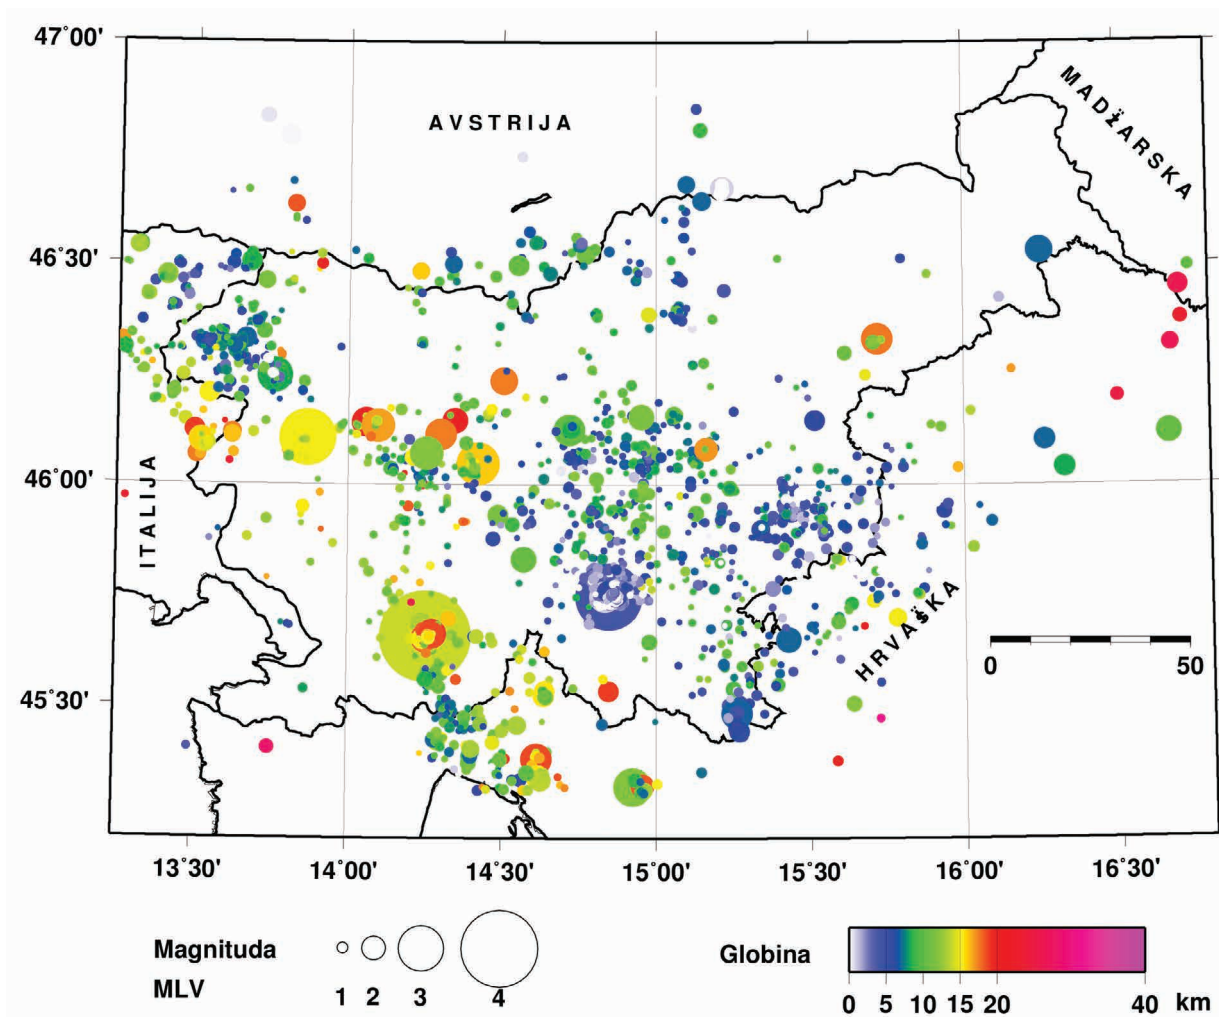 47°00'
AVSTRIJA
MADŽARSKA
46°30'
46°00'
ITALIJA
HRVAŠKA
0 50
45°30'
13°30' 14°00' 14°30' 15°00' 15°30' 16°00' 16°30'
Magnituda
MLV 1 2 3 4
Globina
0 5 10 15 20 40 km